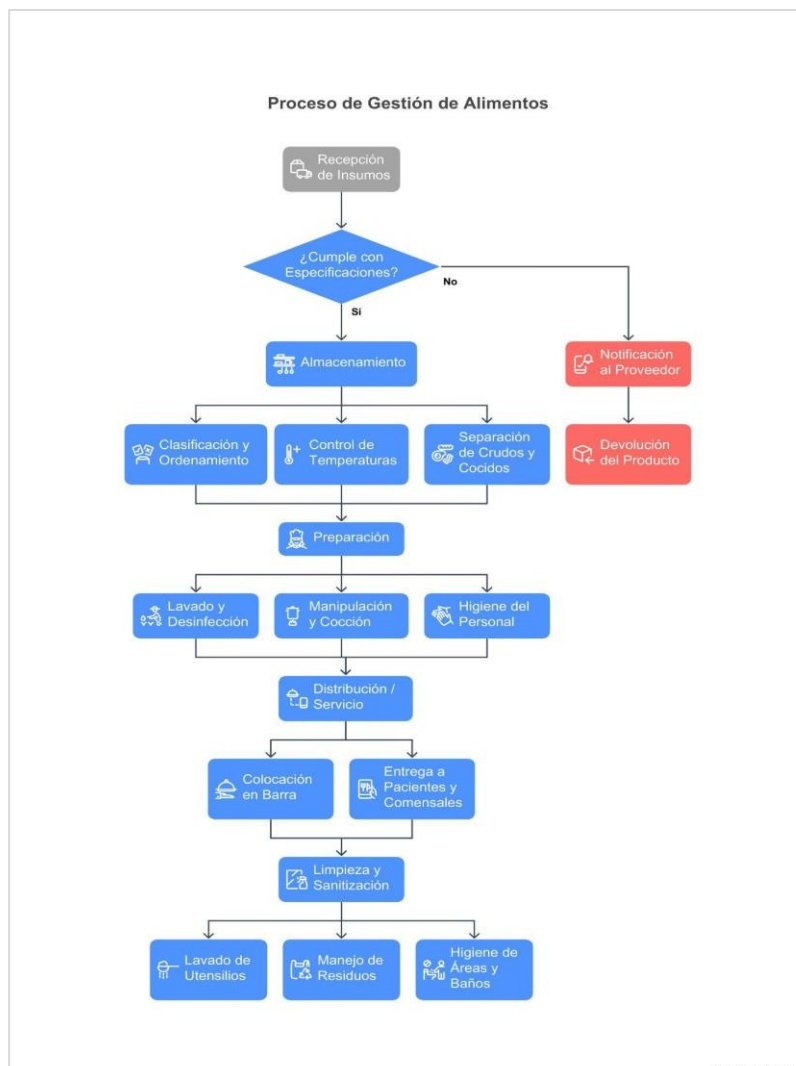 Proceso de Gestión de Alimentos
Recepción
de Insumos
¿Cumple con
Especificaciones?
No
Sí
Almacenamiento
Notificación
al Proveedor
Clasificación y
Ordenamiento
Control de
Temperaturas
Separación
de Crudos y
Cocidos
Devolución
del Producto
Preparación
Lavado y
Desinfección
Manipulación
y Cocción
Higiene del
Personal
Distribución /
Servicio
Colocación
en Barra
Entrega a
Pacientes y
Comensales
Limpieza y
Sanitización
Lavado de
Utensilios
Manejo de
Residuos
Higiene de
Áreas y
Baños